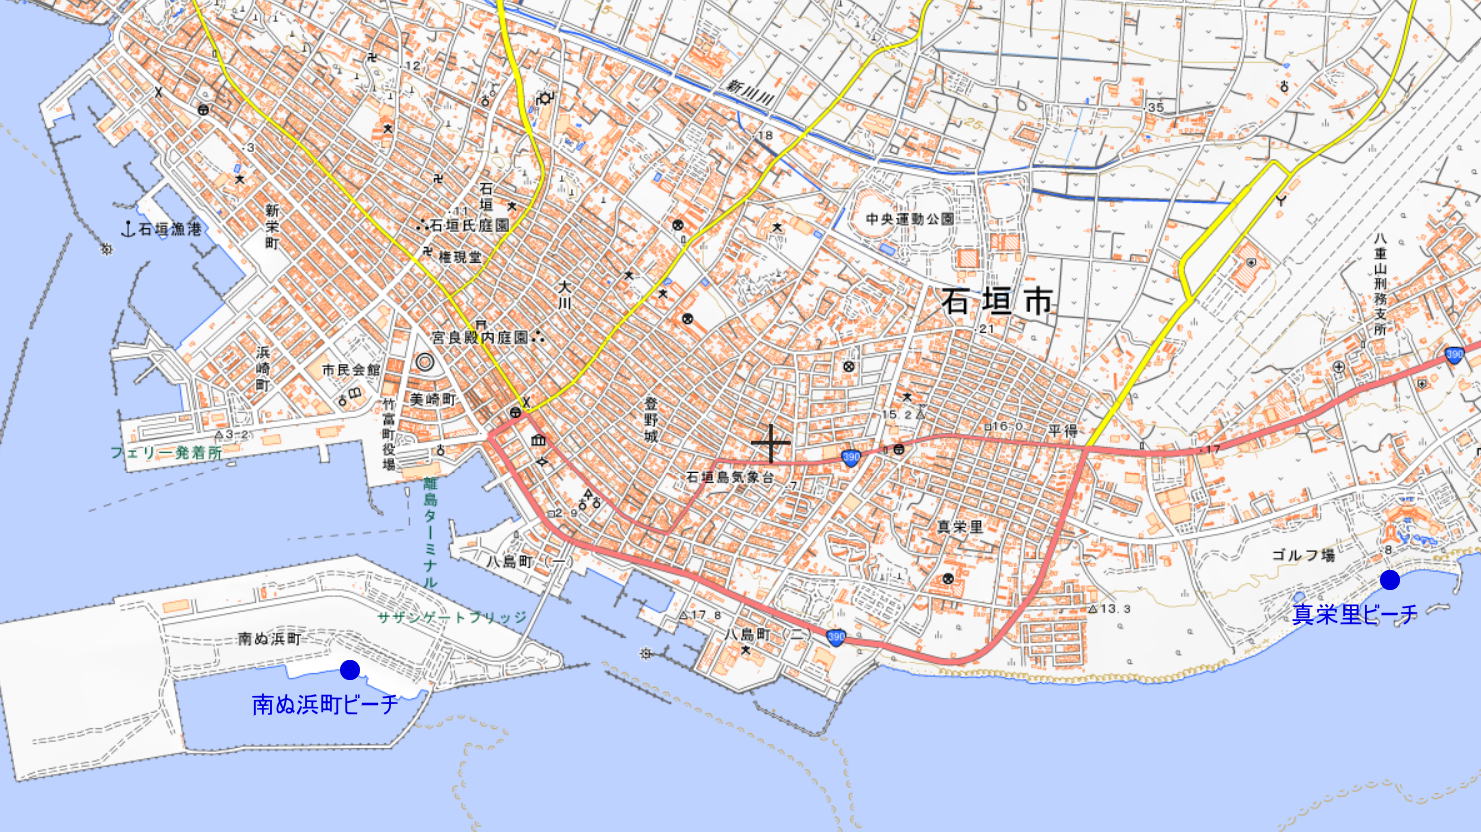 12
新川川
35
25
18
3
石垣
11
石垣氏庭園
中央運動公園
新栄町
石垣漁港
権現堂
八重山刑務支所
大川
石垣市
21
宮良殿内庭園
浜崎町
市民会館
390
美崎町
竹富町役場
登野城
15.2
16.0
平得
3.2
フェリー発着所
390
17
石垣島気象台
7
離島ターミナル
2.9
真栄里
八島町(一)
ゴルフ場
8
サザンゲートブリッジ
17.8
13.3
真栄里ビーチ
南ぬ浜町
八島町(二)
390
南ぬ浜町ビーチ